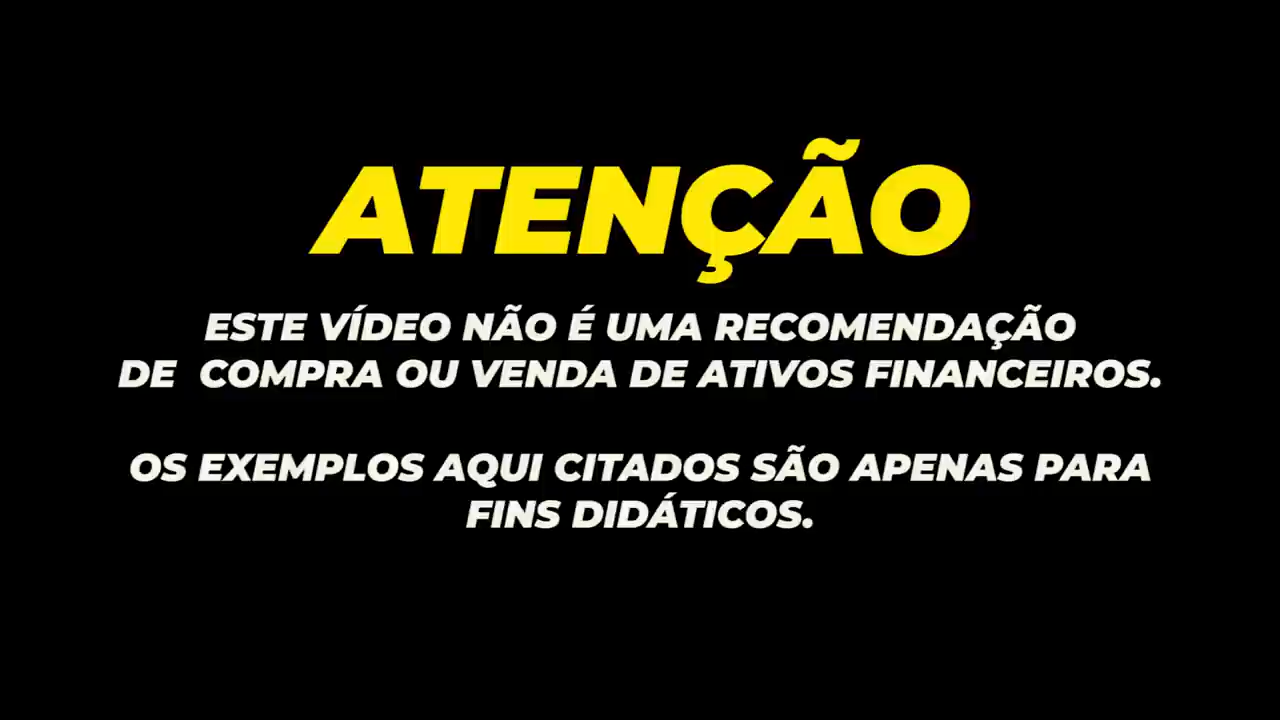 ATENÇÃO
ESTE VÍDEO NÃO É UMA RECOMENDAÇÃO
DE COMPRA OU VENDA DE ATIVOS FINANCEIROS.
OS EXEMPLOS AQUI CITADOS SÃO APENAS PARA
FINS DIDÁTICOS.